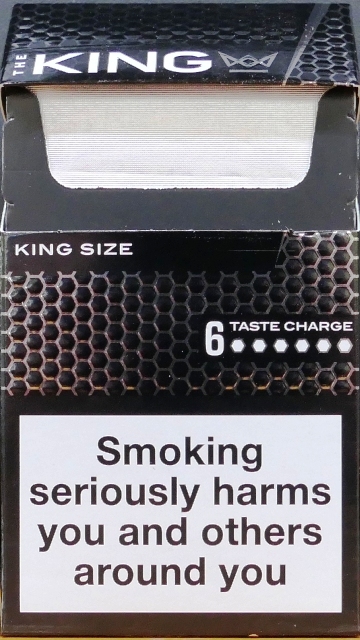 THE KING
KING SIZE
6 TASTE CHARGE
Smoking
seriously harms
you and others
around you